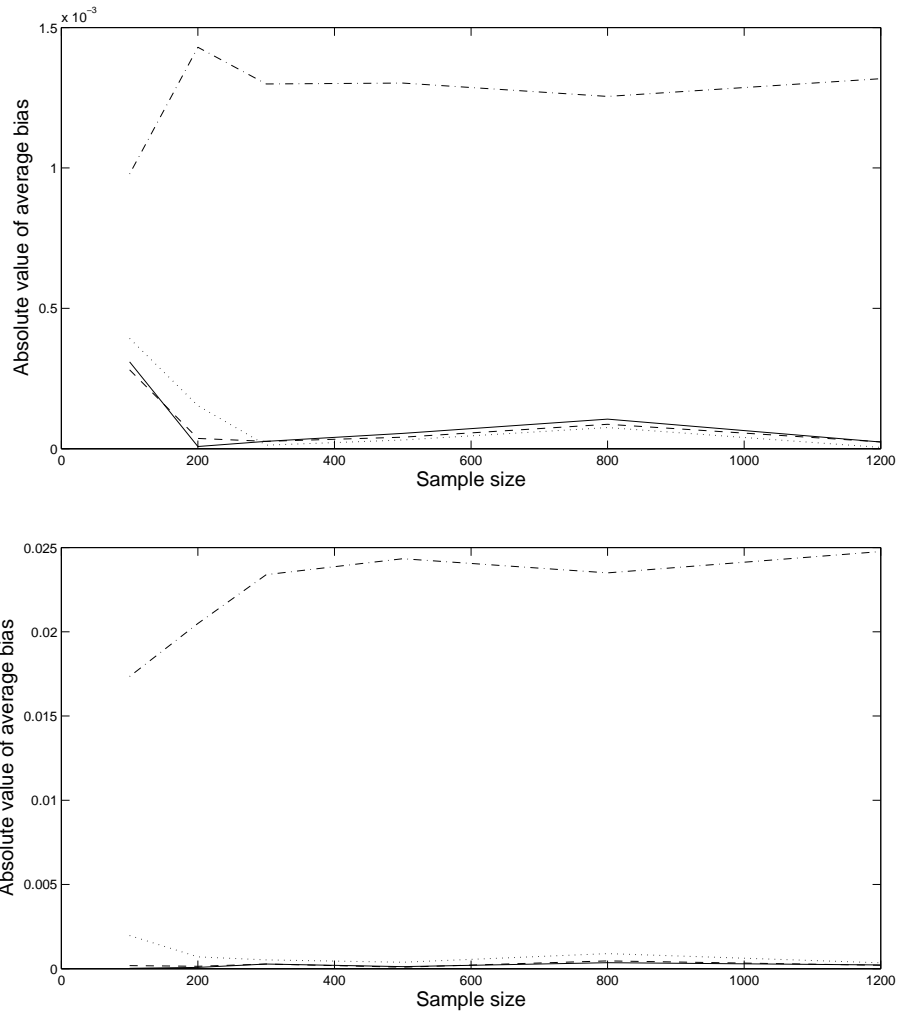 x 10⁻³
1.5
1
0.5
0
Absolute value of average bias
0 200 400 600 800 1000 1200
Sample size
0.025
0.02
0.015
0.01
0.005
0
Absolute value of average bias
0 200 400 600 800 1000 1200
Sample size